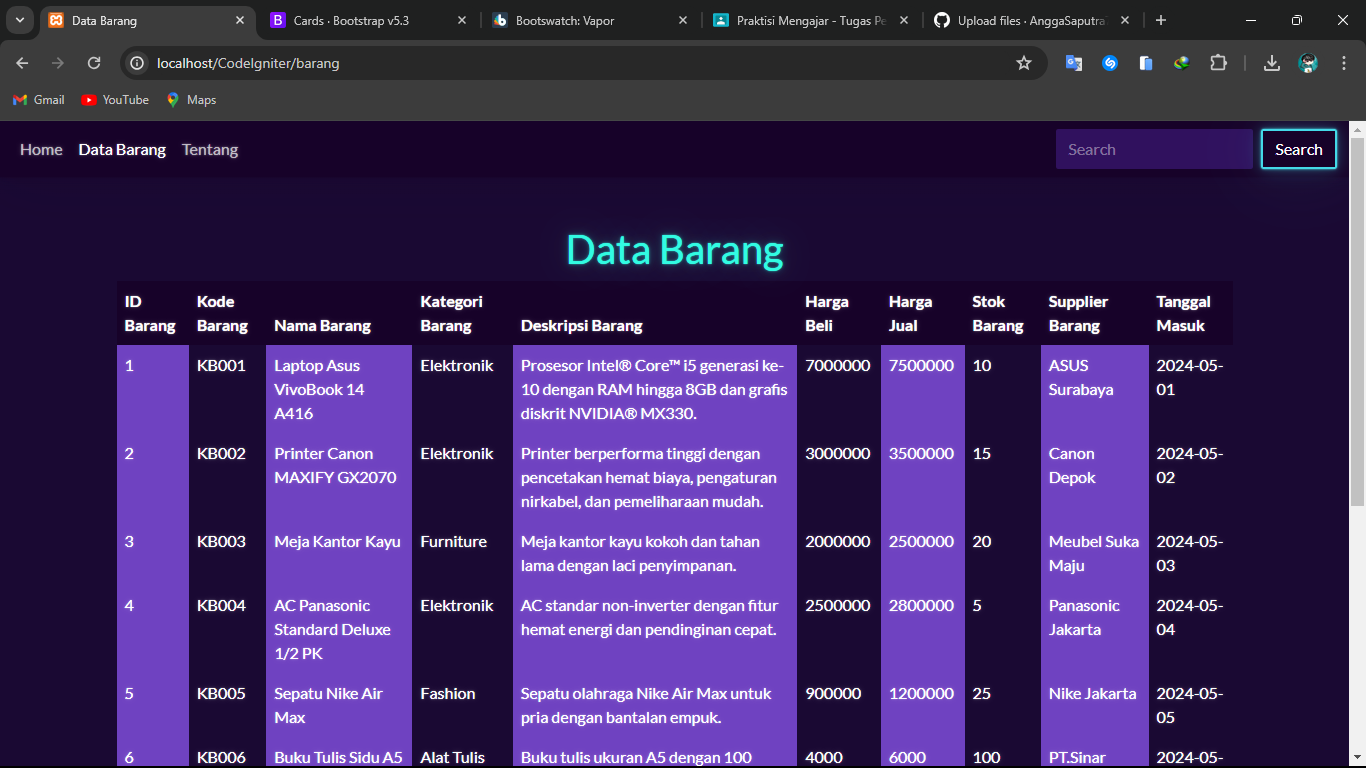 Data Barang
Cards · Bootstrap v5.3
Bootswatch: Vapor
Praktisi Mengajar - Tugas Pe
Upload files · AnggaSaputra
localhost/CodeIgniter/barang
Gmail YouTube Maps
Home Data Barang Tentang Search Search
Data Barang
ID Barang Kode Barang Nama Barang Kategori Barang Deskripsi Barang Harga Beli Harga Jual Stok Barang Supplier Barang Tanggal Masuk
1 KB001 Laptop Asus VivoBook 14 A416 Elektronik Prosesor Intel® Core™ i5 generasi ke-10 dengan RAM hingga 8GB dan grafis diskrit NVIDIA® MX330. 7000000 7500000 10 ASUS Surabaya 2024-05-01
2 KB002 Printer Canon MAXIFY GX2070 Elektronik Printer berperforma tinggi dengan pencetakan hemat biaya, pengaturan nirkabel, dan pemeliharaan mudah. 3000000 3500000 15 Canon Depok 2024-05-02
3 KB003 Meja Kantor Kayu Furniture Meja kantor kayu kokoh dan tahan lama dengan laci penyimpanan. 2000000 2500000 20 Meubel Suka Maju 2024-05-03
4 KB004 AC Panasonic Standard Deluxe 1/2 PK Elektronik AC standar non-inverter dengan fitur hemat energi dan pendinginan cepat. 2500000 2800000 5 Panasonic Jakarta 2024-05-04
5 KB005 Sepatu Nike Air Max Fashion Sepatu olahraga Nike Air Max untuk pria dengan bantalan empuk. 900000 1200000 25 Nike Jakarta 2024-05-05
6 KB006 Buku Tulis Sidu A5 Alat Tulis Buku tulis ukuran A5 dengan 100 4000 6000 100 PT.Sinar 2024-05-